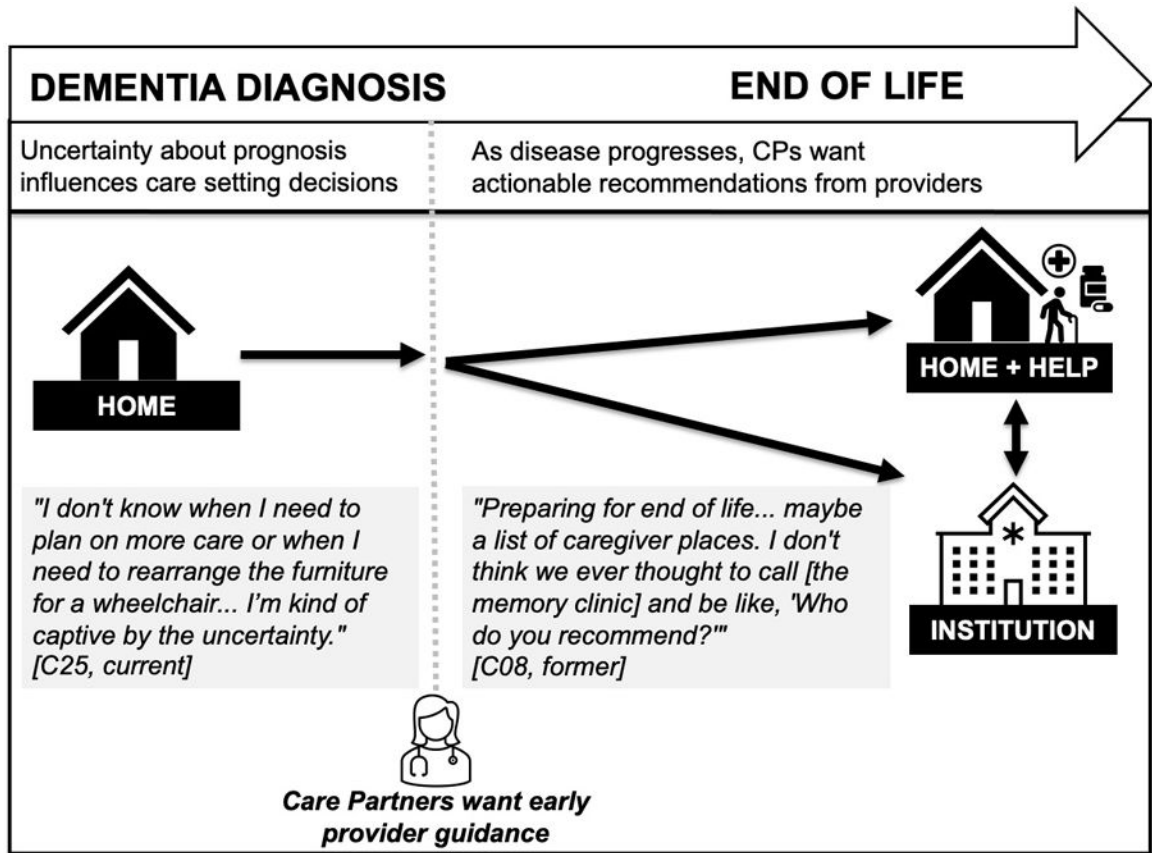 DEMENTIA DIAGNOSIS
END OF LIFE
Uncertainty about prognosis
influences care setting decisions
As disease progresses, CPs want
actionable recommendations from providers
HOME
HOME + HELP
INSTITUTION
"I don't know when I need to
plan on more care or when I
need to rearrange the furniture
for a wheelchair... I’m kind of
captive by the uncertainty."
[C25, current]
"Preparing for end of life... maybe
a list of caregiver places. I don't
think we ever thought to call [the
memory clinic] and be like, 'Who
do you recommend?'"
[C08, former]
Care Partners want early
provider guidance